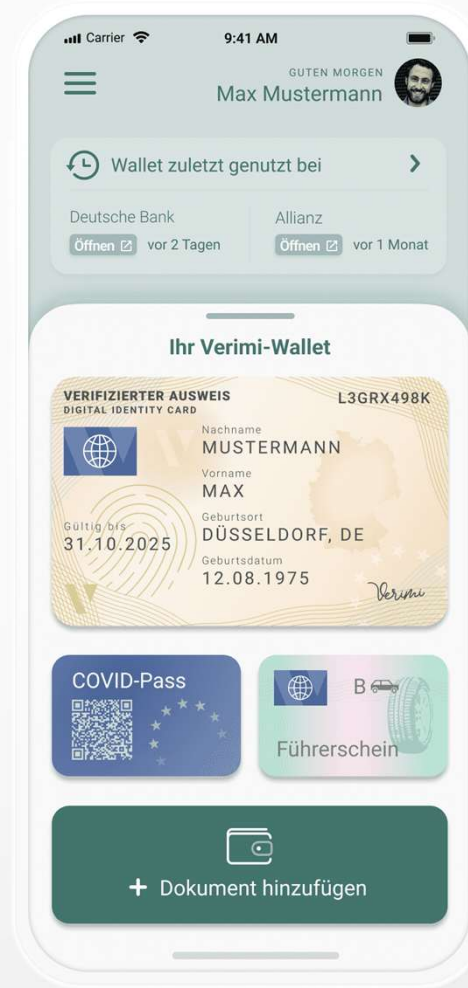 Carrier
9:41 AM
GUTEN MORGEN
Max Mustermann
Wallet zuletzt genutzt bei
Deutsche Bank
Öffnen
vor 2 Tagen
Allianz
Öffnen
vor 1 Monat
Ihr Verimi-Wallet
VERIFIZIERTER AUSWEIS
L3GRX498K
DIGITAL IDENTITY CARD
Nachname
MUSTERMANN
Vorname
MAX
Geburtsort
DÜSSELDORF, DE
Gültig bis
31.10.2025
Geburtsdatum
12.08.1975
Verimi
COVID-Pass
B
Führerschein
+ Dokument hinzufügen